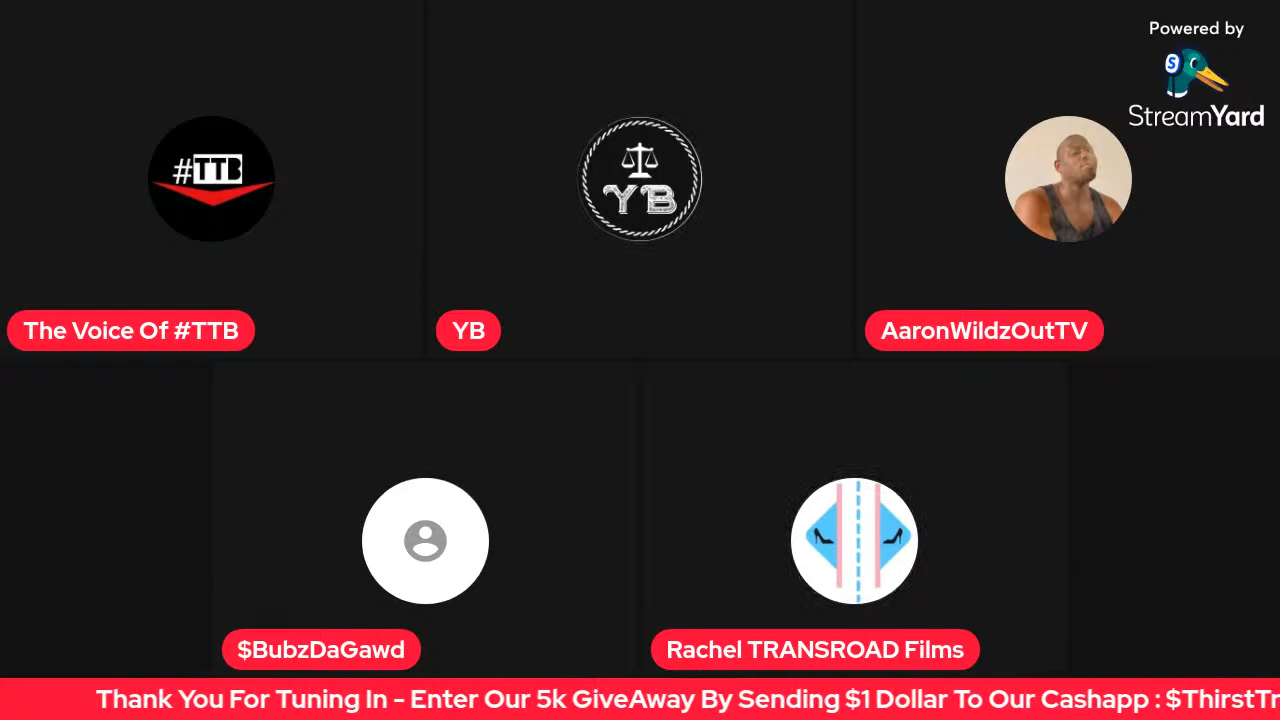 Powered by
S
StreamYard
#TTB
YB
The Voice Of #TTB
YB
AaronWildzOutTV
$BubzDaGawd
Rachel TRANSROAD Films
Thank You For Tuning In - Enter Our 5k GiveAway By Sending $1 Dollar To Our Cashapp : $ThirstTr